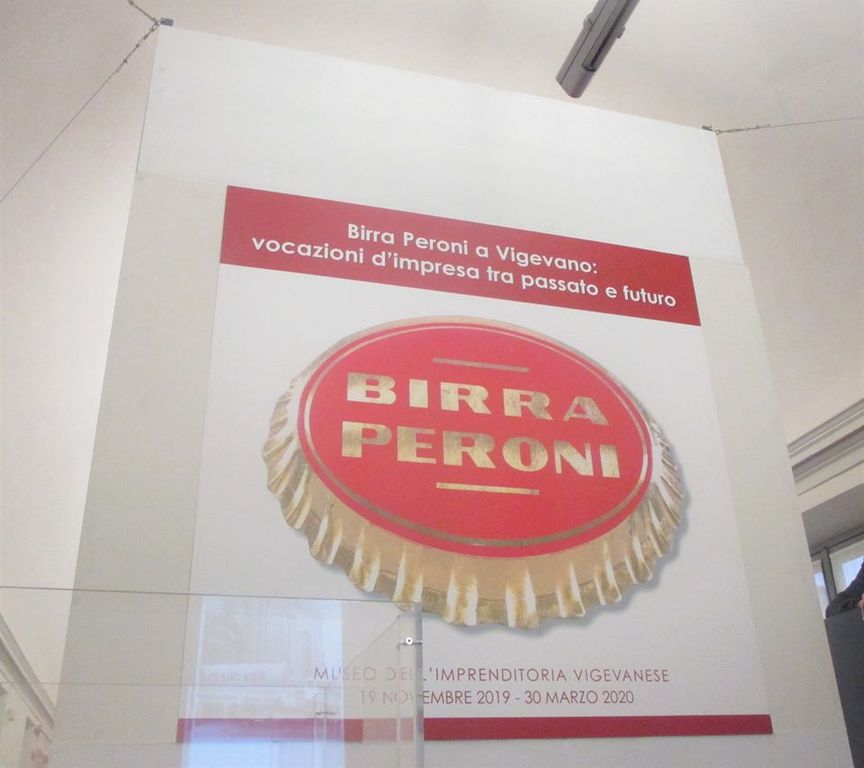 Birra Peroni a Vigevano:
vocazioni d'impresa tra passato e futuro
BIRRA
PERONI
MUSEO DELL'IMPRENDITORIA VIGEVANESE
19 NOVEMBRE 2019 - 30 MARZO 2020